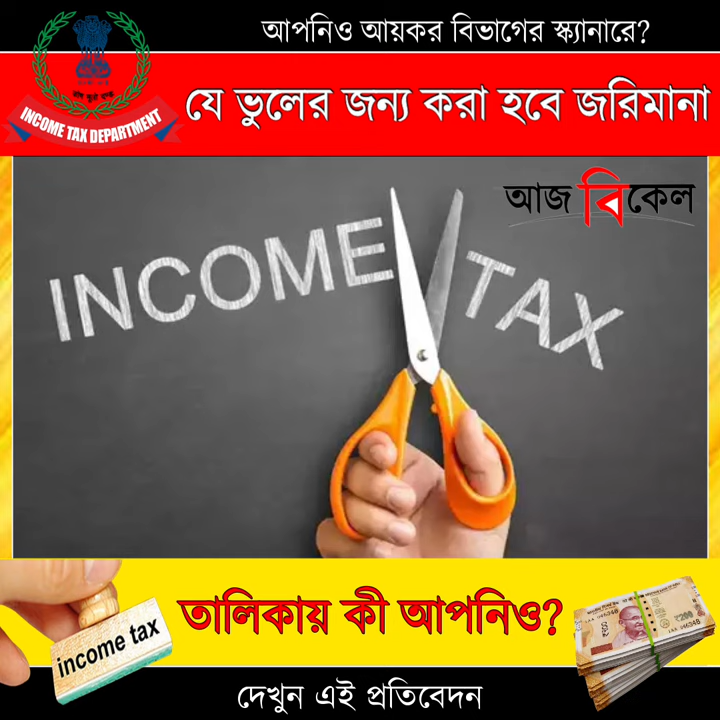 আপনিও আয়কর বিভাগের স্ক্যানারে?
INCOME TAX DEPARTMENT
যে ভুলের জন্য করা হবে জরিমানা
আজ বিকেল
INCOME TAX
income tax
তালিকায় কী আপনিও?
₹200
দেখুন এই প্রতিবেদন